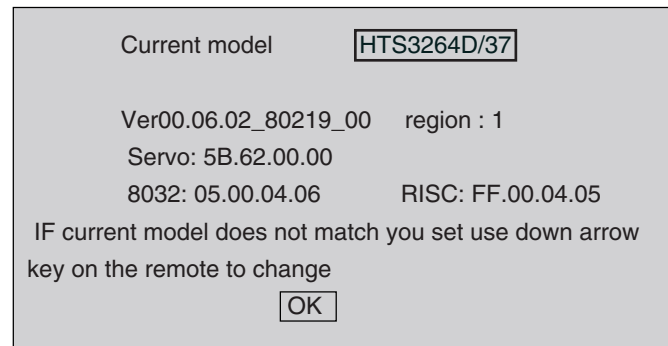 Current model HTS3264D/37
Ver00.06.02_80219_00 region : 1
Servo: 5B.62.00.00
8032: 05.00.04.06 RISC: FF.00.04.05
IF current model does not match you set use down arrow
key on the remote to change
OK